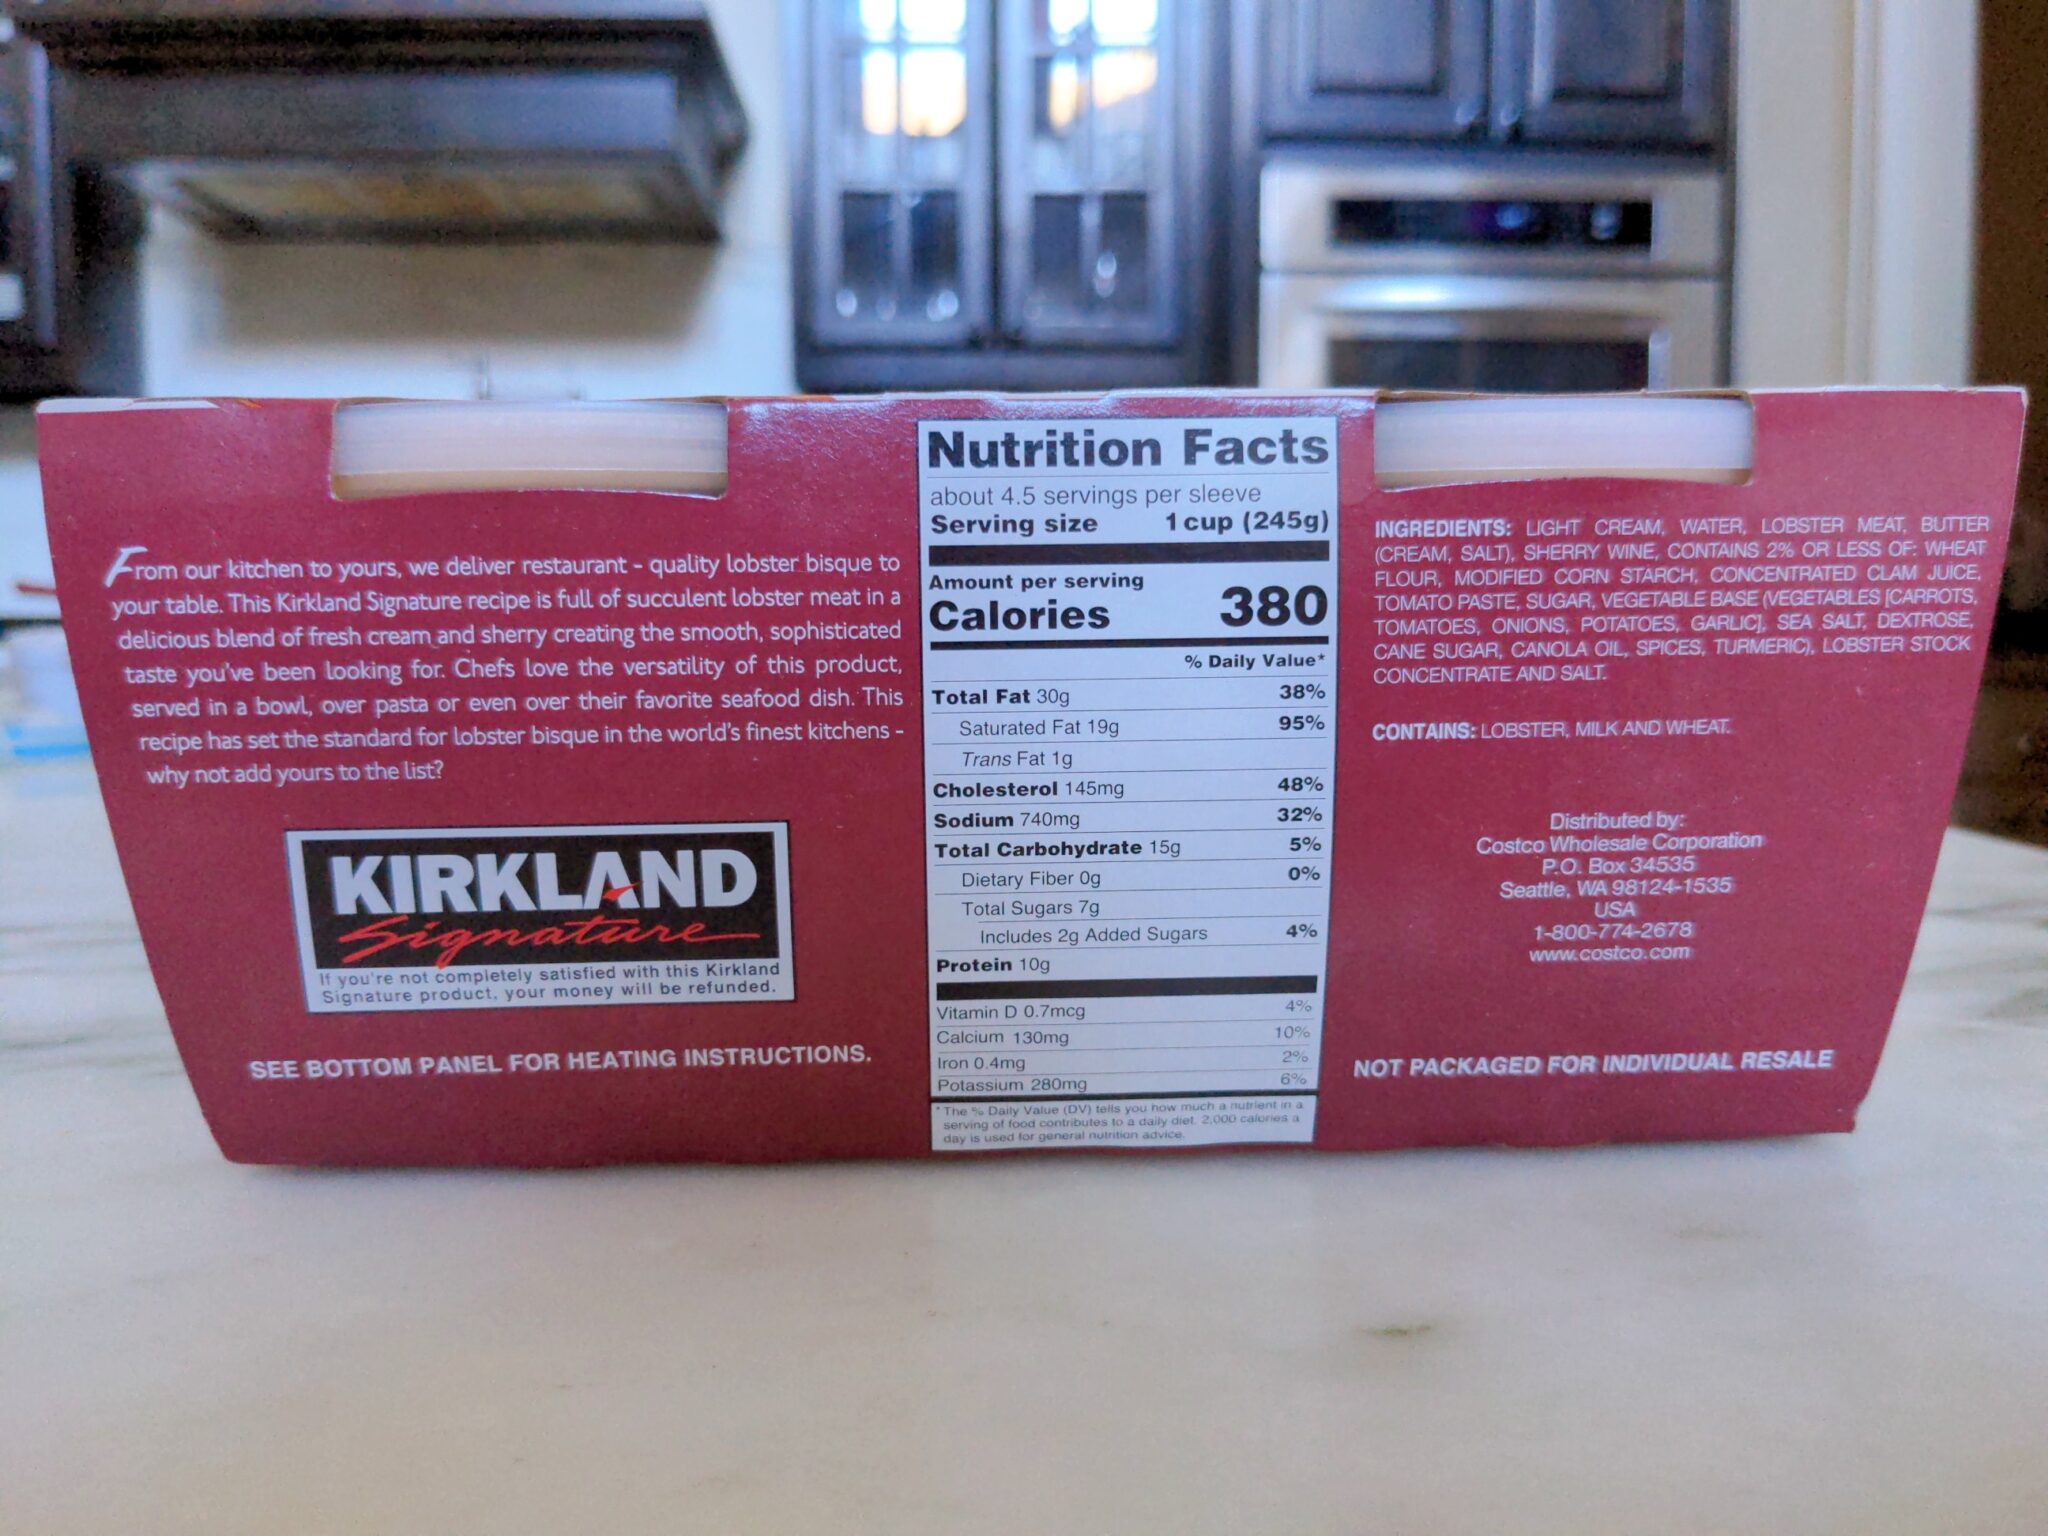 From our kitchen to yours, we deliver restaurant - quality lobster bisque to
your table. This Kirkland Signature recipe is full of succulent lobster meat in a
delicious blend of fresh cream and sherry creating the smooth, sophisticated
taste you've been looking for. Chefs love the versatility of this product,
served in a bowl, over pasta or even over their favorite seafood dish. This
recipe has set the standard for lobster bisque in the world's finest kitchens -
why not add yours to the list?
KIRKLAND
Signature
If you're not completely satisfied with this Kirkland
Signature product, your money will be refunded.
SEE BOTTOM PANEL FOR HEATING INSTRUCTIONS.
Nutrition Facts
about 4.5 servings per sleeve
Serving size 1 cup (245g)
Amount per serving
Calories 380
% Daily Value*
Total Fat 30g 38%
Saturated Fat 19g 95%
Trans Fat 1g
Cholesterol 145mg 48%
Sodium 740mg 32%
Total Carbohydrate 15g 5%
Dietary Fiber 0g 0%
Total Sugars 7g
Includes 2g Added Sugars 4%
Protein 10g
Vitamin D 0.7mcg 4%
Calcium 130mg 10%
Iron 0.4mg 2%
Potassium 280mg 6%
*The % Daily Value (DV) tells you how much a nutrient in a
serving of food contributes to a daily diet. 2,000 calories a
day is used for general nutrition advice.
INGREDIENTS: LIGHT CREAM, WATER, LOBSTER MEAT, BUTTER
(CREAM, SALT), SHERRY WINE, CONTAINS 2% OR LESS OF: WHEAT
FLOUR, MODIFIED CORN STARCH, CONCENTRATED CLAM JUICE,
TOMATO PASTE, SUGAR, VEGETABLE BASE (VEGETABLES [CARROTS,
TOMATOES, ONIONS, POTATOES, GARLIC], SEA SALT, DEXTROSE,
CANE SUGAR, CANOLA OIL, SPICES, TURMERIC), LOBSTER STOCK
CONCENTRATE AND SALT.
CONTAINS: LOBSTER, MILK AND WHEAT.
Distributed by:
Costco Wholesale Corporation
P.O. Box 34535
Seattle, WA 98124-1535
USA
1-800-774-2678
www.costco.com
NOT PACKAGED FOR INDIVIDUAL RESALE